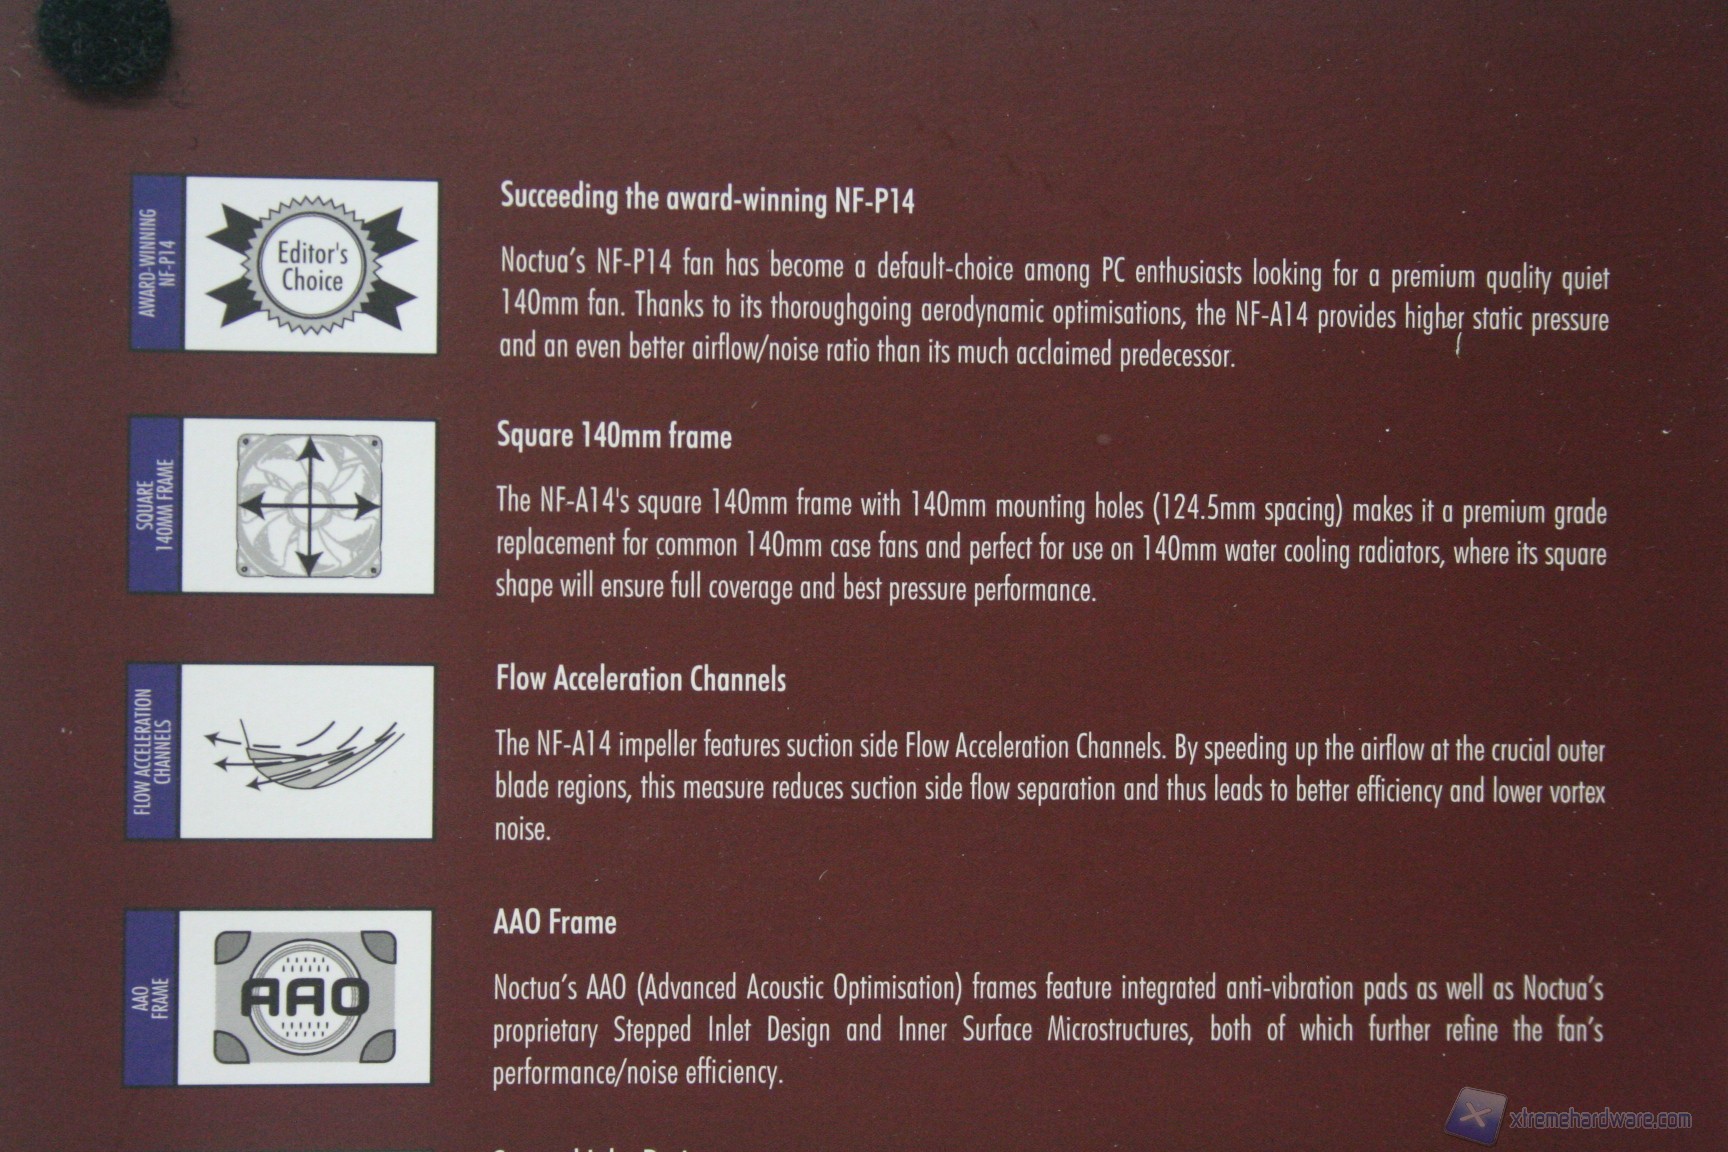 AWARD-WINNING
NF-P14
Editor's
Choice
Succeeding the award-winning NF-P14
Noctua's NF-P14 fan has become a default-choice among PC enthusiasts looking for a premium quality quiet
140mm fan. Thanks to its thoroughgoing aerodynamic optimisations, the NF-A14 provides higher static pressure
and an even better airflow/noise ratio than its much acclaimed predecessor.
SQUARE
140MM FRAME
Square 140mm frame
The NF-A14's square 140mm frame with 140mm mounting holes (124.5mm spacing) makes it a premium grade
replacement for common 140mm case fans and perfect for use on 140mm water cooling radiators, where its square
shape will ensure full coverage and best pressure performance.
FLOW ACCELERATION
CHANNELS
Flow Acceleration Channels
The NF-A14 impeller features suction side Flow Acceleration Channels. By speeding up the airflow at the crucial outer
blade regions, this measure reduces suction side flow separation and thus leads to better efficiency and lower vortex
noise.
AAO
FRAME
AAO
AAO Frame
Noctua's AAO (Advanced Acoustic Optimisation) frames feature integrated anti-vibration pads as well as Noctua's
proprietary Stepped Inlet Design and Inner Surface Microstructures, both of which further refine the fan's
performance/noise efficiency.
xtremehardware.com